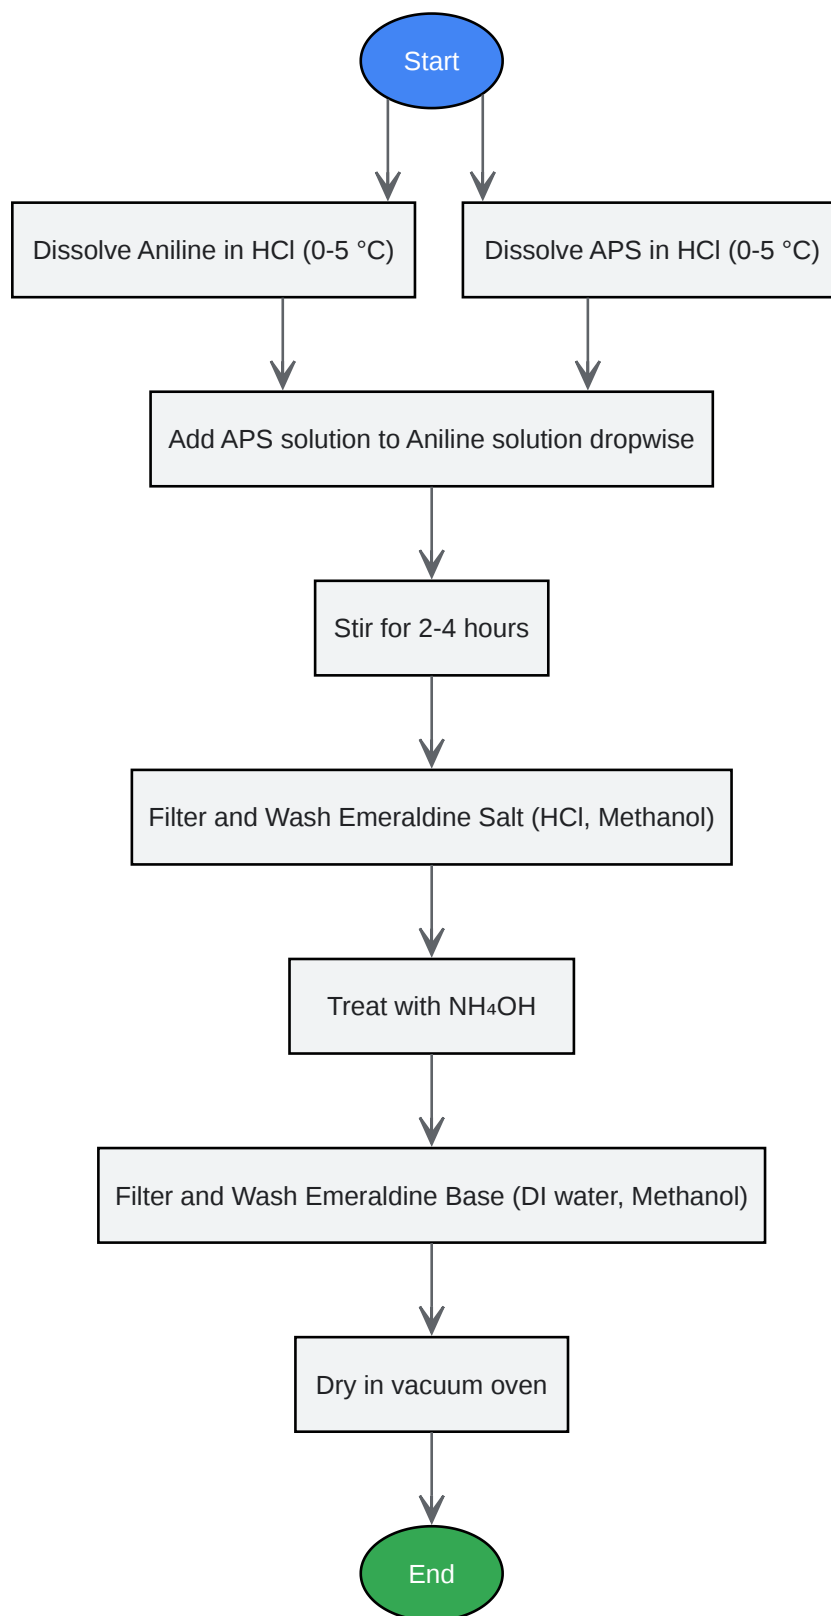 Start
Dissolve Aniline in HCl (0-5 °C)
Dissolve APS in HCl (0-5 °C)
Add APS solution to Aniline solution dropwise
Stir for 2-4 hours
Filter and Wash Emeraldine Salt (HCl, Methanol)
Treat with NH₄OH
Filter and Wash Emeraldine Base (DI water, Methanol)
Dry in vacuum oven
End